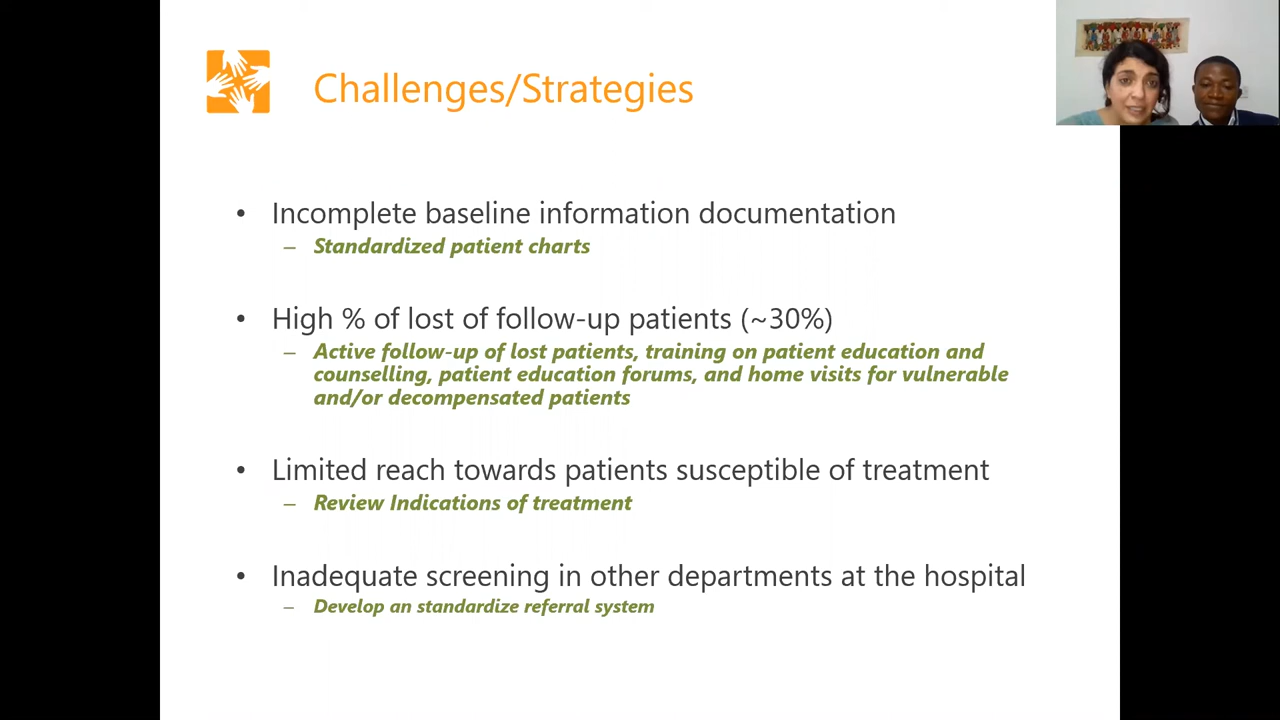 Challenges/Strategies
• Incomplete baseline information documentation
– Standardized patient charts
• High % of lost of follow-up patients (~30%)
– Active follow-up of lost patients, training on patient education and
counselling, patient education forums, and home visits for vulnerable
and/or decompensated patients
• Limited reach towards patients susceptible of treatment
– Review Indications of treatment
• Inadequate screening in other departments at the hospital
– Develop an standardize referral system